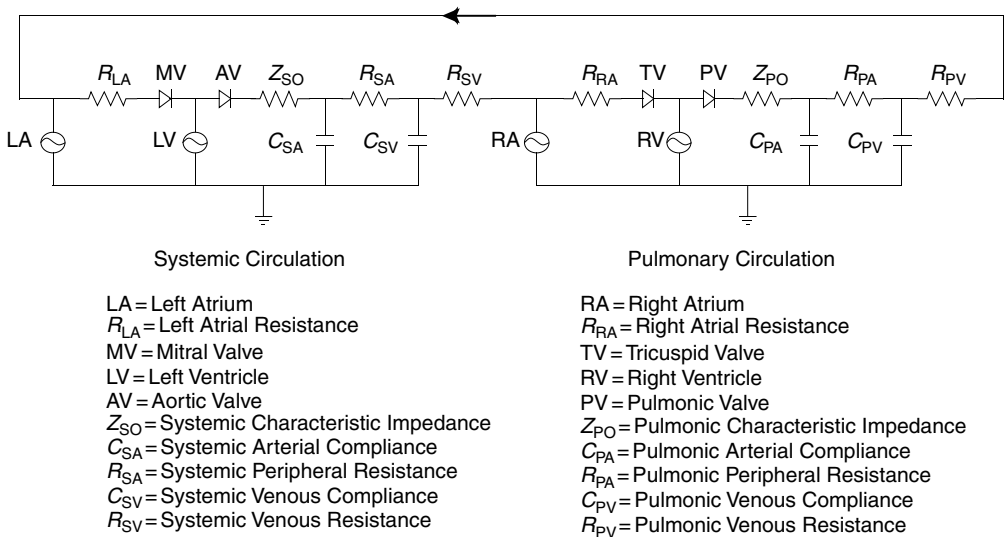 R_LA MV AV Z_SO R_SA R_SV R_RA TV PV Z_PO R_PA R_PV
LA LV C_SA C_SV RA RV C_PA C_PV
Systemic Circulation
LA = Left Atrium
R_LA = Left Atrial Resistance
MV = Mitral Valve
LV = Left Ventricle
AV = Aortic Valve
Z_SO = Systemic Characteristic Impedance
C_SA = Systemic Arterial Compliance
R_SA = Systemic Peripheral Resistance
C_SV = Systemic Venous Compliance
R_SV = Systemic Venous Resistance
Pulmonary Circulation
RA = Right Atrium
R_RA = Right Atrial Resistance
TV = Tricuspid Valve
RV = Right Ventricle
PV = Pulmonic Valve
Z_PO = Pulmonic Characteristic Impedance
C_PA = Pulmonic Arterial Compliance
R_PA = Pulmonic Peripheral Resistance
C_PV = Pulmonic Venous Compliance
R_PV = Pulmonic Venous Resistance